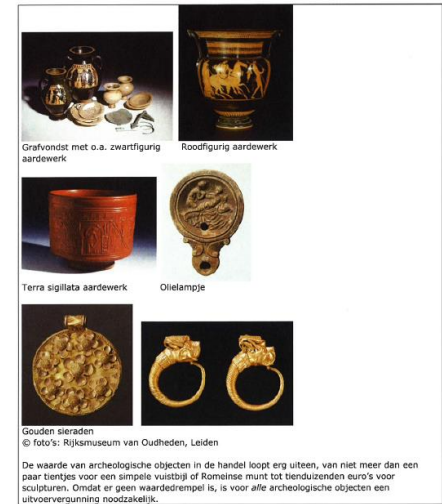 Grafvondst met o.a. zwartfigurig
aardewerk
Roodfigurig aardewerk
Terra sigillata aardewerk
Olielampje
Gouden sieraden
© foto's: Rijksmuseum van Oudheden, Leiden
De waarde van archeologische objecten in de handel loopt erg uiteen, van niet meer dan een
paar tientjes voor een simpele vuistbijl of Romeinse munt tot tienduizenden euro's voor
sculpturen. Omdat er geen waardedrempel is, is voor alle archeologische objecten een
uitvoervergunning noodzakelijk.